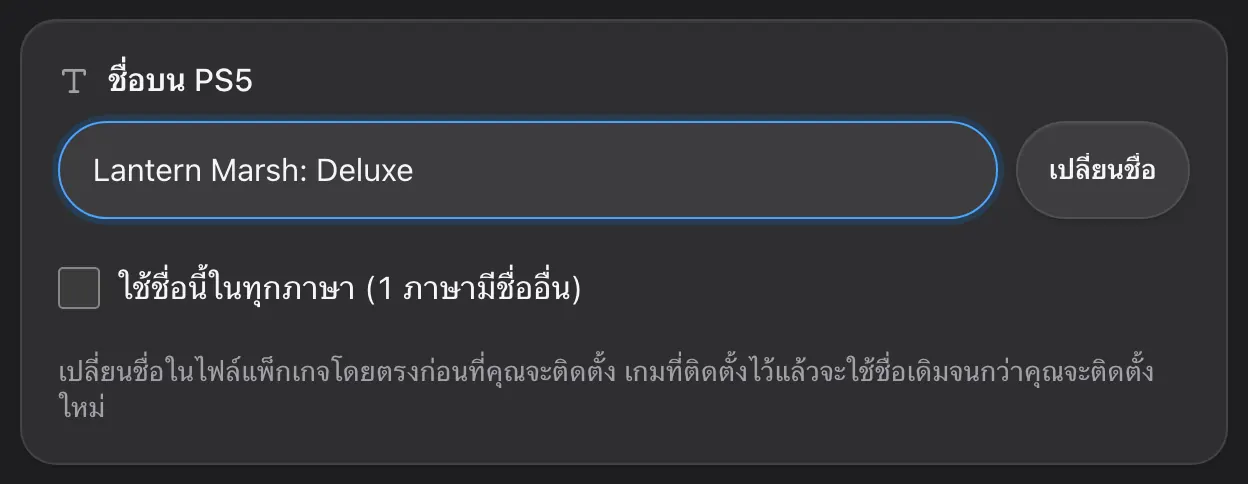 ชื่อบน PS5
Lantern Marsh: Deluxe
เปลี่ยนชื่อ
ใช้ชื่อนี้ในทุกภาษา (1 ภาษามีชื่ออื่น)
เปลี่ยนชื่อในไฟล์แพ็กเกจโดยตรงก่อนที่คุณจะติดตั้ง เกมที่ติดตั้งไว้แล้วจะใช้ชื่อเดิมจนกว่าคุณจะติดตั้ง
ใหม่